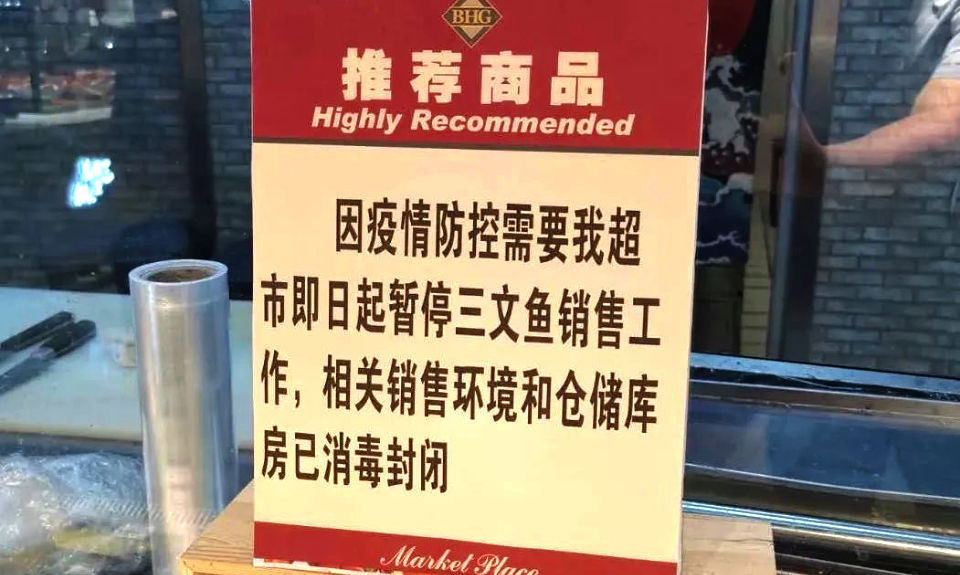 BHG
推荐商品
Highly Recommended
因疫情防控需要我超
市即日起暂停三文鱼销售工
作，相关销售环境和仓储库
房已消毒封闭
Market Place